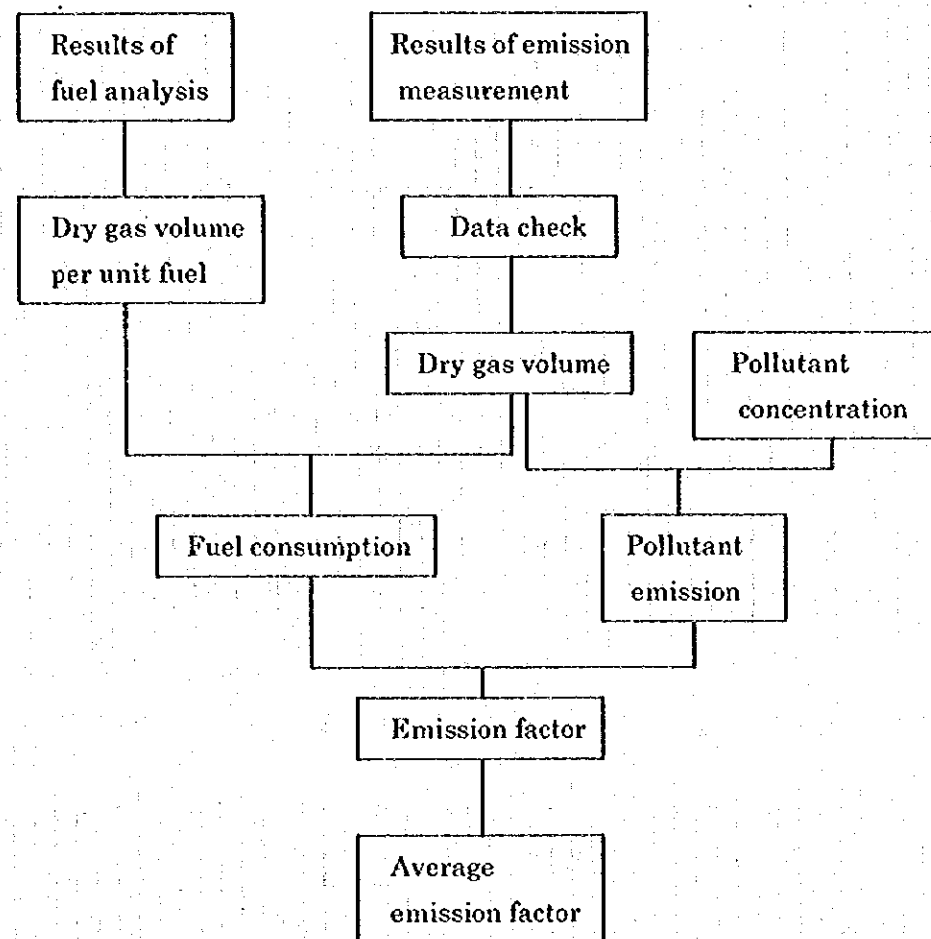 Results of
fuel analysis
Results of emission
measurement
Dry gas volume
per unit fuel
Data check
Dry gas volume
Pollutant
concentration
Fuel consumption
Pollutant
emission
Emission factor
Average
emission factor